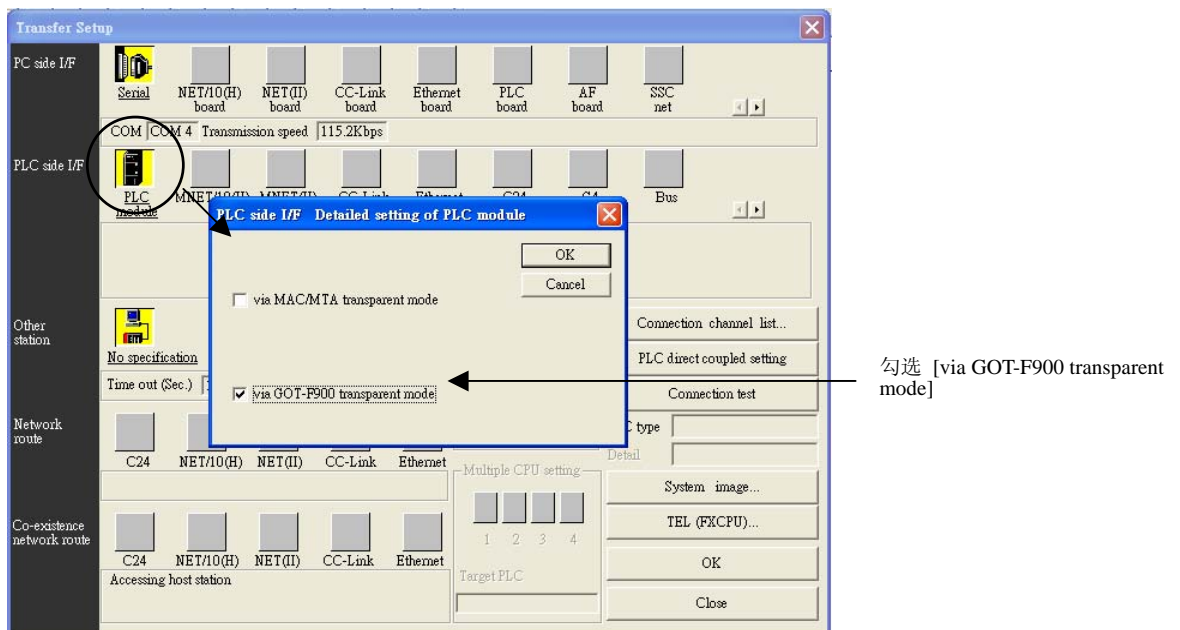 Transfer Setup
PC side I/F
Serial
NET/10(H)
board
NET(II)
board
CC-Link
board
Ethernet
board
PLC
board
AF
board
SSC
net
COM COM 4 Transmission speed 115.2Kbps
PLC side I/F
PLC
module
Bus
PLC side I/F Detailed setting of PLC module
OK
Cancel
via MAC/MTA transparent mode
via GOT-F900 transparent mode
Other
station
No specification
Time out (Sec.)
Connection channel list...
PLC direct coupled setting
Connection test
type
Detail
System image...
TEL (FXCPU)...
OK
Close
Network
route
C24
NET/10(H)
NET(II)
CC-Link
Ethernet
Multiple CPU setting
1 2 3 4
Target PLC
Co-existence
network route
C24
NET/10(H)
NET(II)
CC-Link
Ethernet
Accessing host station
勾选 [via GOT-F900 transparent
mode]